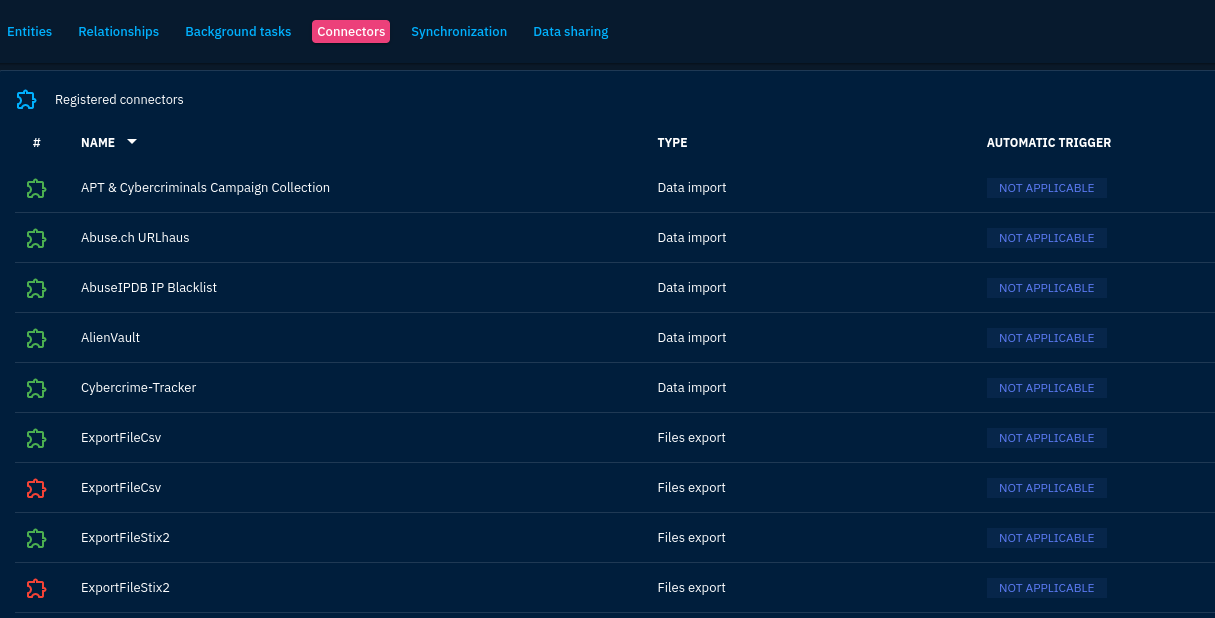 Entities Relationships Background tasks Connectors Synchronization Data sharing
Registered connectors
# NAME TYPE AUTOMATIC TRIGGER
APT & Cybercriminals Campaign Collection Data import NOT APPLICABLE
Abuse.ch URLhaus Data import NOT APPLICABLE
AbuseIPDB IP Blacklist Data import NOT APPLICABLE
AlienVault Data import NOT APPLICABLE
Cybercrime-Tracker Data import NOT APPLICABLE
ExportFileCsv Files export NOT APPLICABLE
ExportFileCsv Files export NOT APPLICABLE
ExportFileStix2 Files export NOT APPLICABLE
ExportFileStix2 Files export NOT APPLICABLE